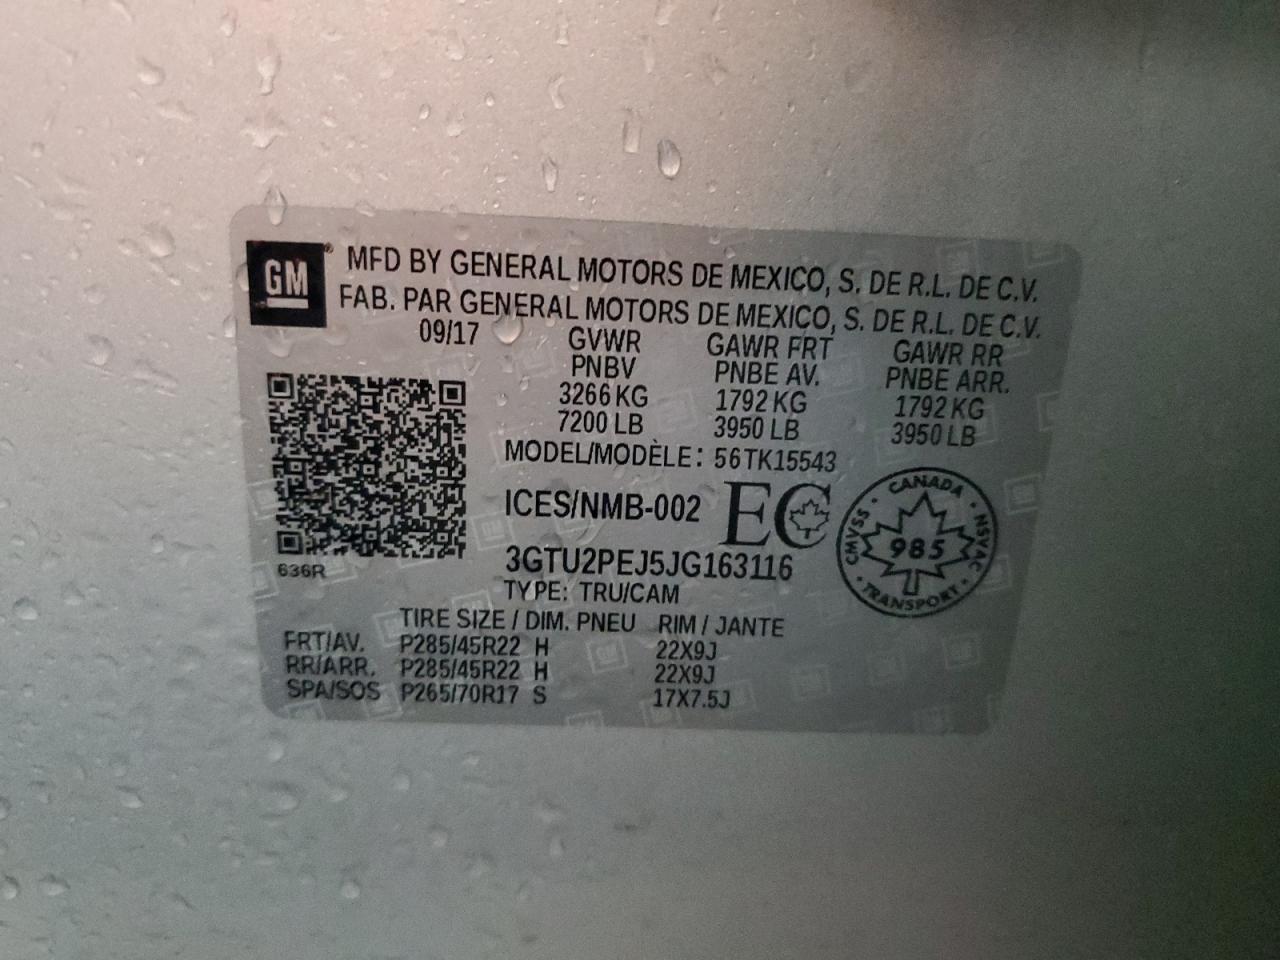 GM ® MFD BY GENERAL MOTORS DE MEXICO, S. DE R.L. DE C.V.
FAB. PAR GENERAL MOTORS DE MEXICO, S. DE R.L. DE C.V.
09/17 GVWR GAWR FRT GAWR RR
PNBV PNBE AV. PNBE ARR.
3266 KG 1792 KG 1792 KG
7200 LB 3950 LB 3950 LB
MODEL/MODÈLE: 56TK15543
ICES/NMB-002 EC
CANADA
CMVSS 985 NSVAC
TRANSPORT
3GTU2PEJ5JG163116
636R
TYPE: TRU/CAM
TIRE SIZE / DIM. PNEU RIM / JANTE
FRT/AV. P285/45R22 H 22X9J
RR/ARR. P285/45R22 H 22X9J
SPA/SOS P265/70R17 S 17X7.5J